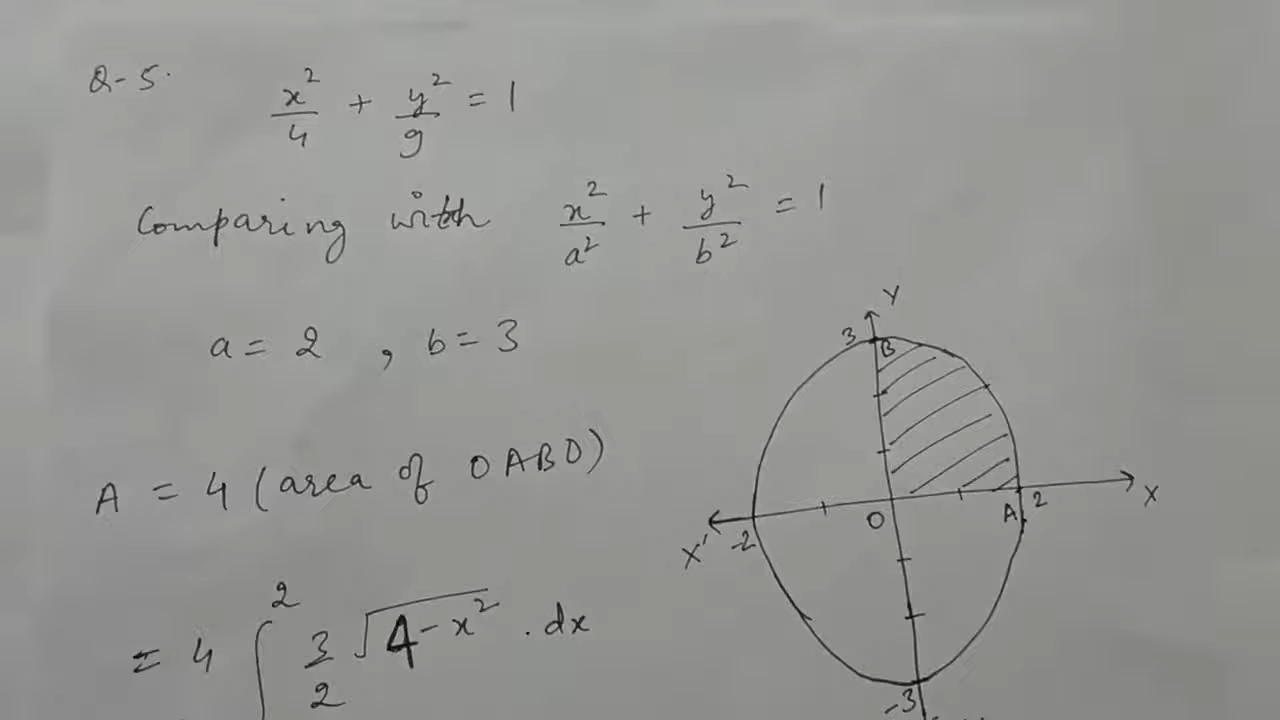 Q-5.
x²/4 + y²/9 = 1
Comparing with x²/a² + y²/b² = 1
a = 2 , b = 3
A = 4 (area of OABO)
= 4 ∫² 3/2 √(4-x²) . dx
Y
3 B
X' -2 O A 2 X
-3